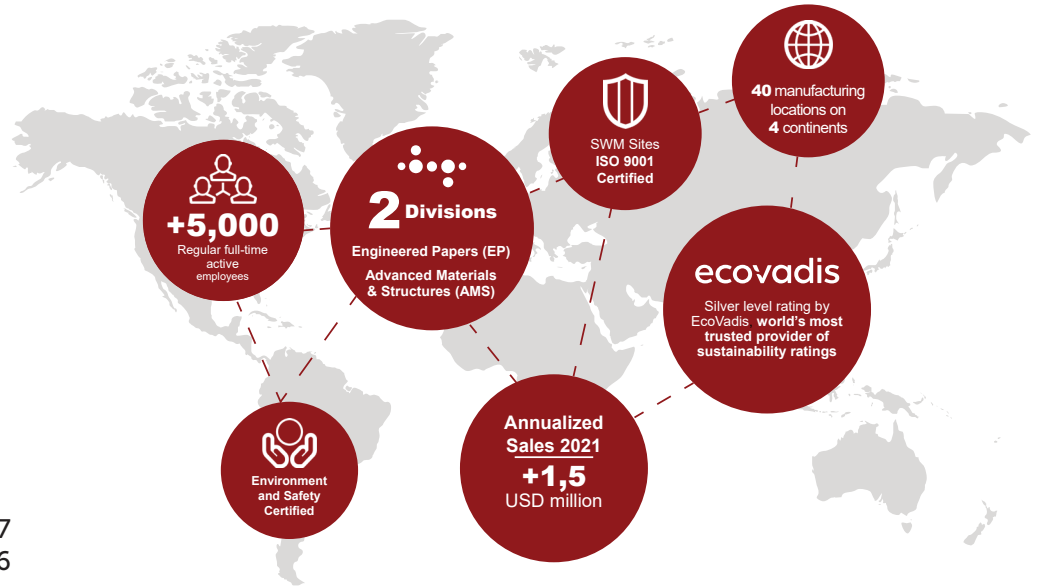 40 manufacturing
locations on
4 continents
SWM Sites
ISO 9001
Certified
+5,000
Regular full-time
active
employees
2 Divisions
Engineered Papers (EP)
Advanced Materials
& Structures (AMS)
ecovadis
Silver level rating by
EcoVadis, world's most
trusted provider of
sustainability ratings
Annualized
Sales 2021
+1,5
USD million
Environment
and Safety
Certified
7
6